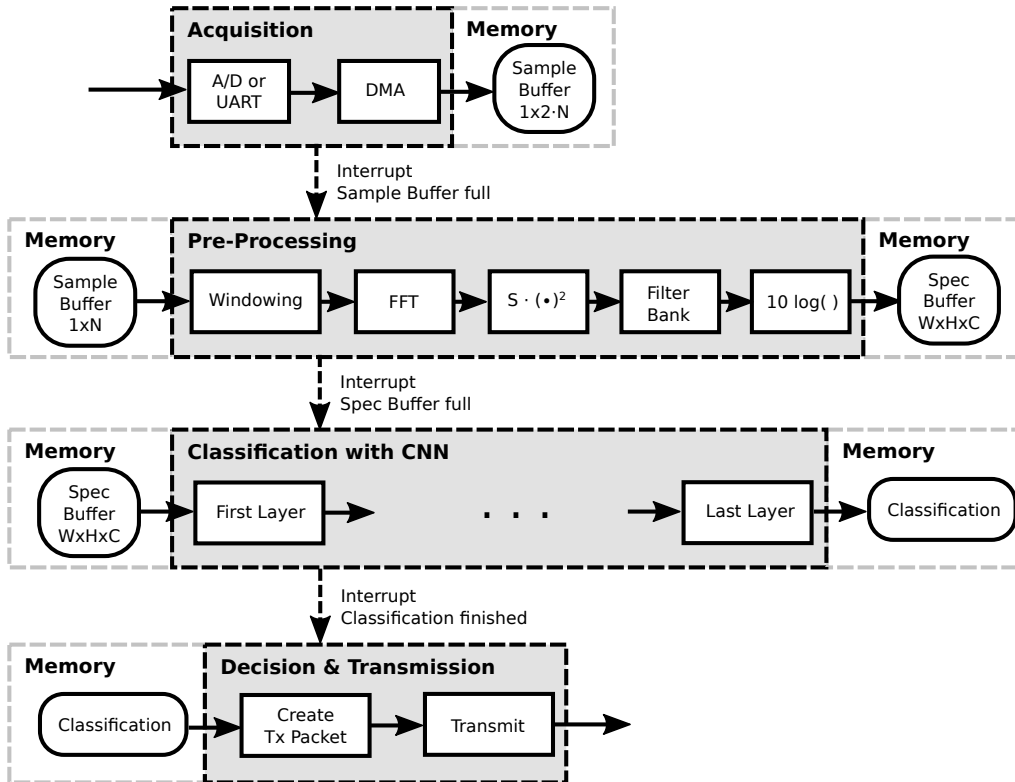 Acquisition
Memory
A/D or
UART
DMA
Sample
Buffer
1x2·N
Interrupt
Sample Buffer full
Memory
Pre-Processing
Memory
Sample
Buffer
1xN
Windowing
FFT
S · (•)²
Filter
Bank
10 log( )
Spec
Buffer
WxHxC
Interrupt
Spec Buffer full
Memory
Classification with CNN
Memory
Spec
Buffer
WxHxC
First Layer
. . .
Last Layer
Classification
Interrupt
Classification finished
Memory
Decision & Transmission
Classification
Create
Tx Packet
Transmit